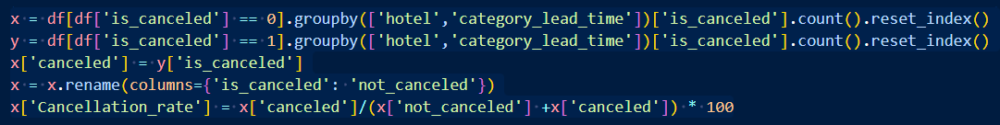 x = df[df['is_canceled'] == 0].groupby(['hotel','category_lead_time'])['is_canceled'].count().reset_index()
y = df[df['is_canceled'] == 1].groupby(['hotel','category_lead_time'])['is_canceled'].count().reset_index()
x['canceled'] = y['is_canceled']
x = x.rename(columns={'is_canceled': 'not_canceled'})
x['Cancellation_rate'] = x['canceled']/(x['not_canceled'] +x['canceled']) * 100